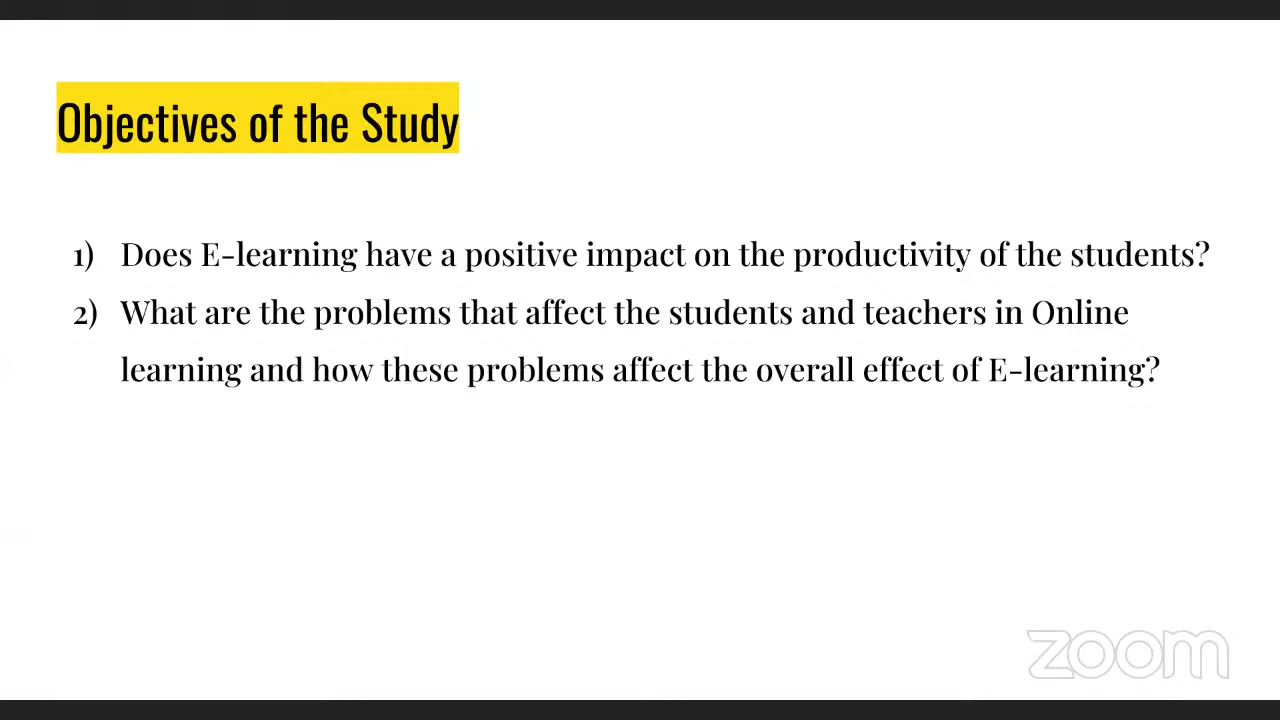 Objectives of the Study
1) Does E-learning have a positive impact on the productivity of the students?
2) What are the problems that affect the students and teachers in Online
learning and how these problems affect the overall effect of E-learning?
zoom